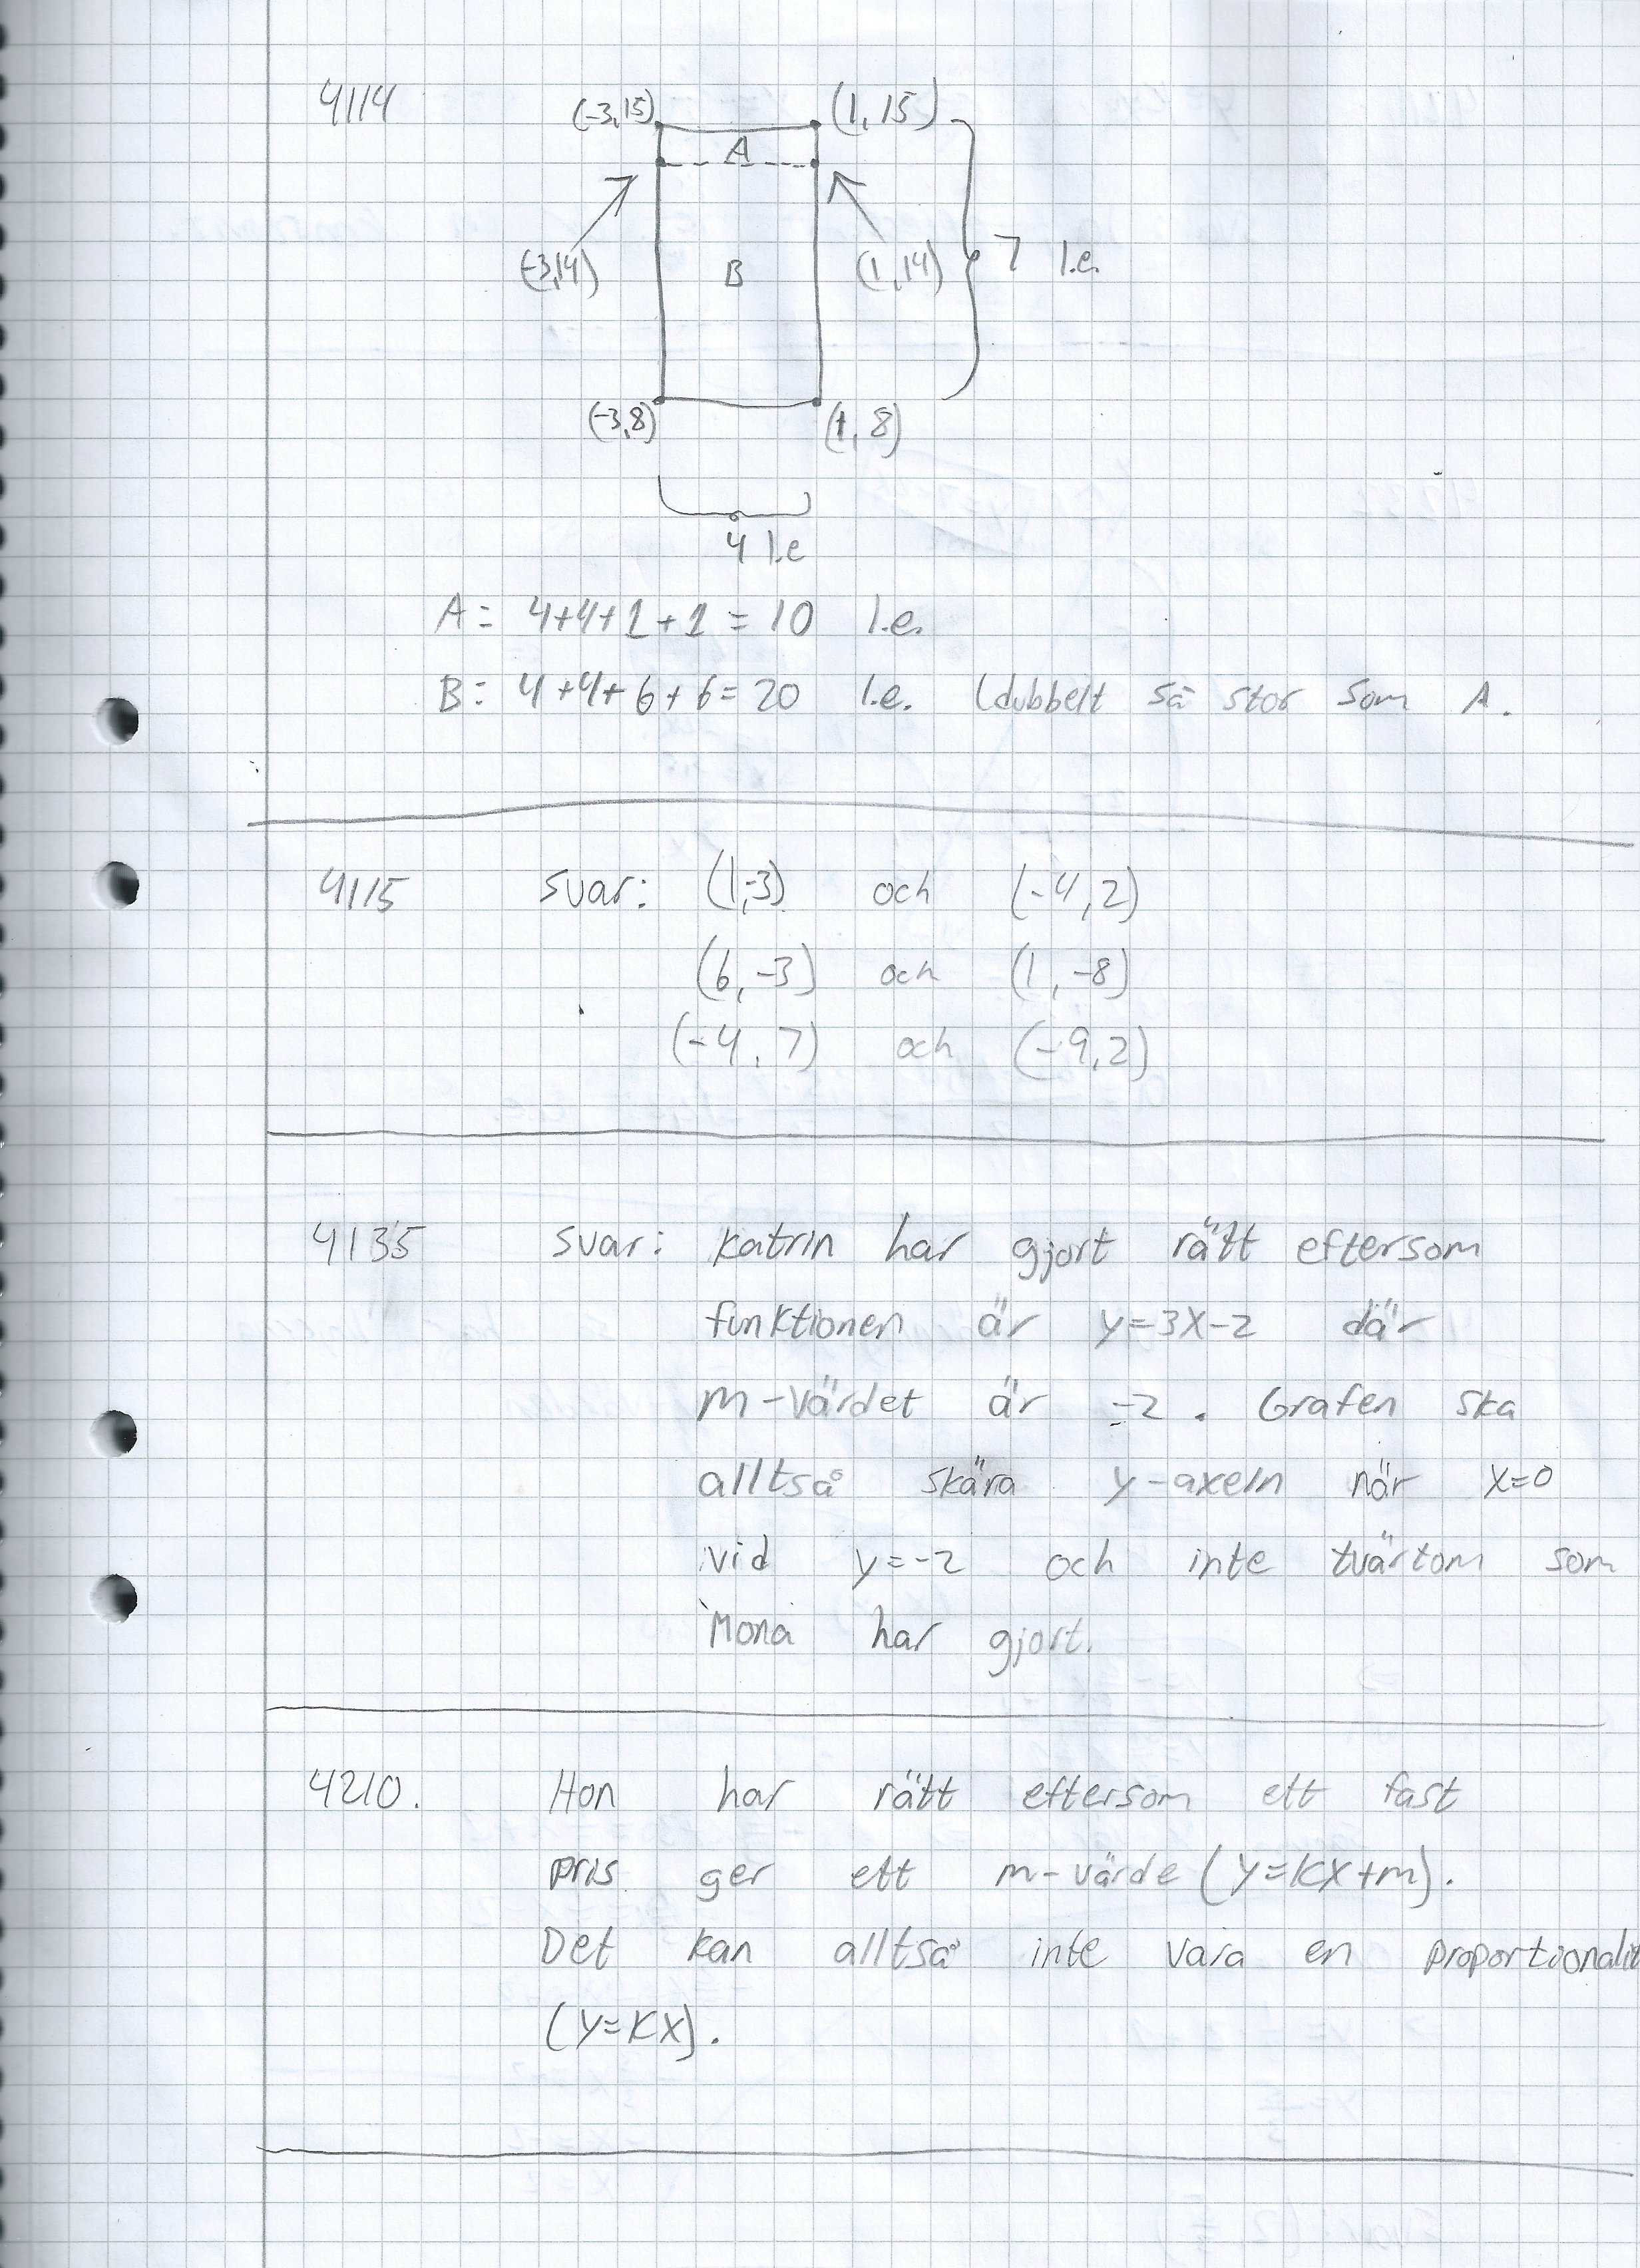 4114
(-3,15) (1,15)
A
(-3,14) B (1,14) 7 l.e.
(-3,8) (1,8)
4 l.e
A: 4+4+1+1 = 10 l.e.
B: 4+4+6+6=20 l.e. (dubbelt så stor som A.
4115 svar: (1,-3) och (-4,2)
(6,-3) och (1,-8)
(-4,7) och (-9,2)
4135 svar: Katrin har gjort rätt eftersom
funktionen är y=3x-2 där
m-värdet är -2. Grafen ska
alltså skära y-axeln när x=0
vid y=-2 och inte tvärtom som
Mona har gjort.
4210. Hon har rätt eftersom ett fast
pris ger ett m-värde (y=kx+m).
Det kan alltså inte vara en proportionalit
(y=kx).